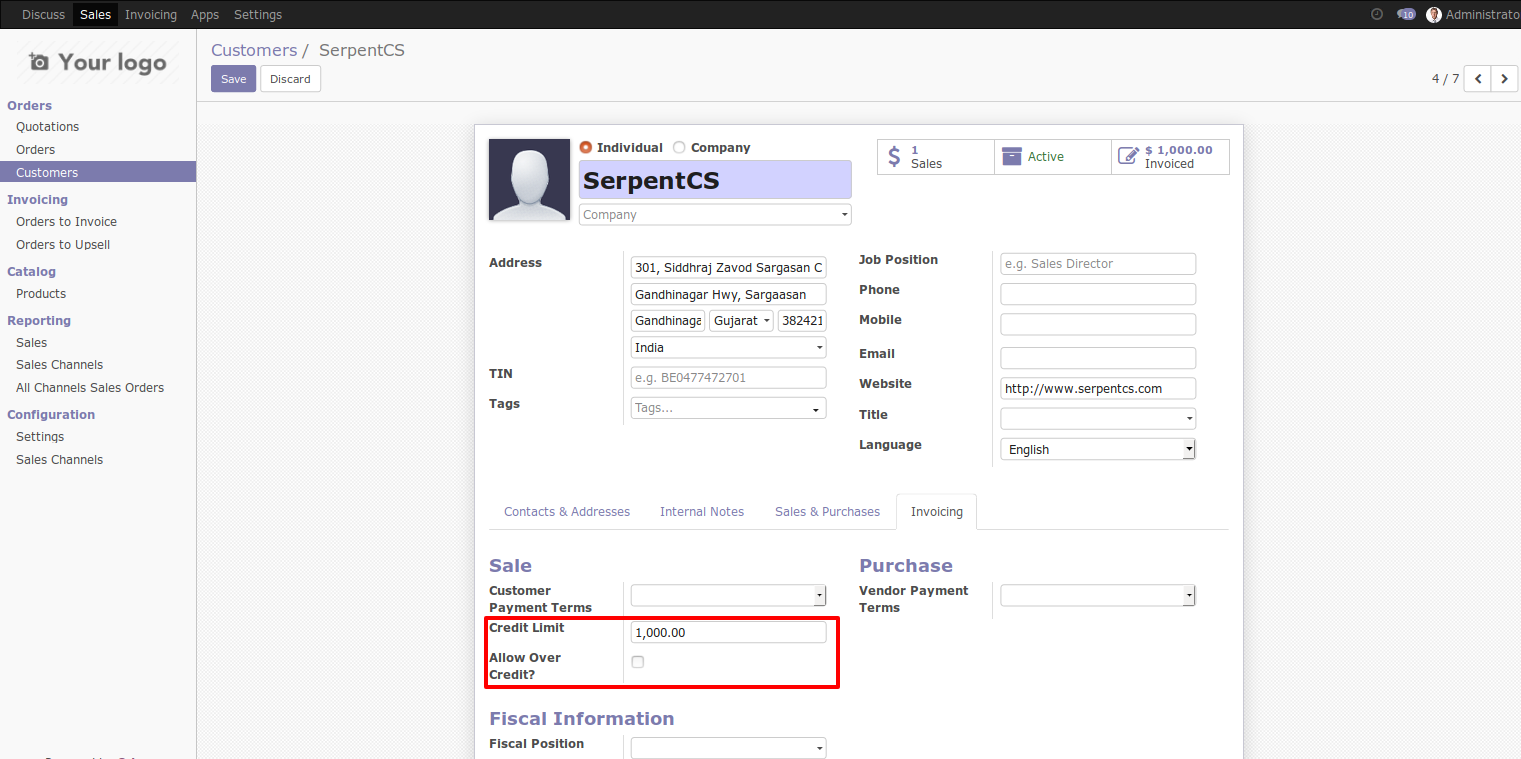 Discuss Sales Invoicing Apps Settings
10 Administrato
Your logo
Customers / SerpentCS
Save Discard
4 / 7
Orders
Quotations
Orders
Customers
Invoicing
Orders to Invoice
Orders to Upsell
Catalog
Products
Reporting
Sales
Sales Channels
All Channels Sales Orders
Configuration
Settings
Sales Channels
Individual Company
SerpentCS
Company
1
Sales
Active
$ 1,000.00
Invoiced
Address
301, Siddhraj Zavod Sargasan C
Gandhinagar Hwy, Sargaasan
Gandhinaga Gujarat 382421
India
TIN
e.g. BE0477472701
Tags
Tags...
Job Position
e.g. Sales Director
Phone
Mobile
Email
Website
http://www.serpentcs.com
Title
Language
English
Contacts & Addresses Internal Notes Sales & Purchases Invoicing
Sale
Customer
Payment Terms
Credit Limit
1,000.00
Allow Over
Credit?
Purchase
Vendor Payment
Terms
Fiscal Information
Fiscal Position